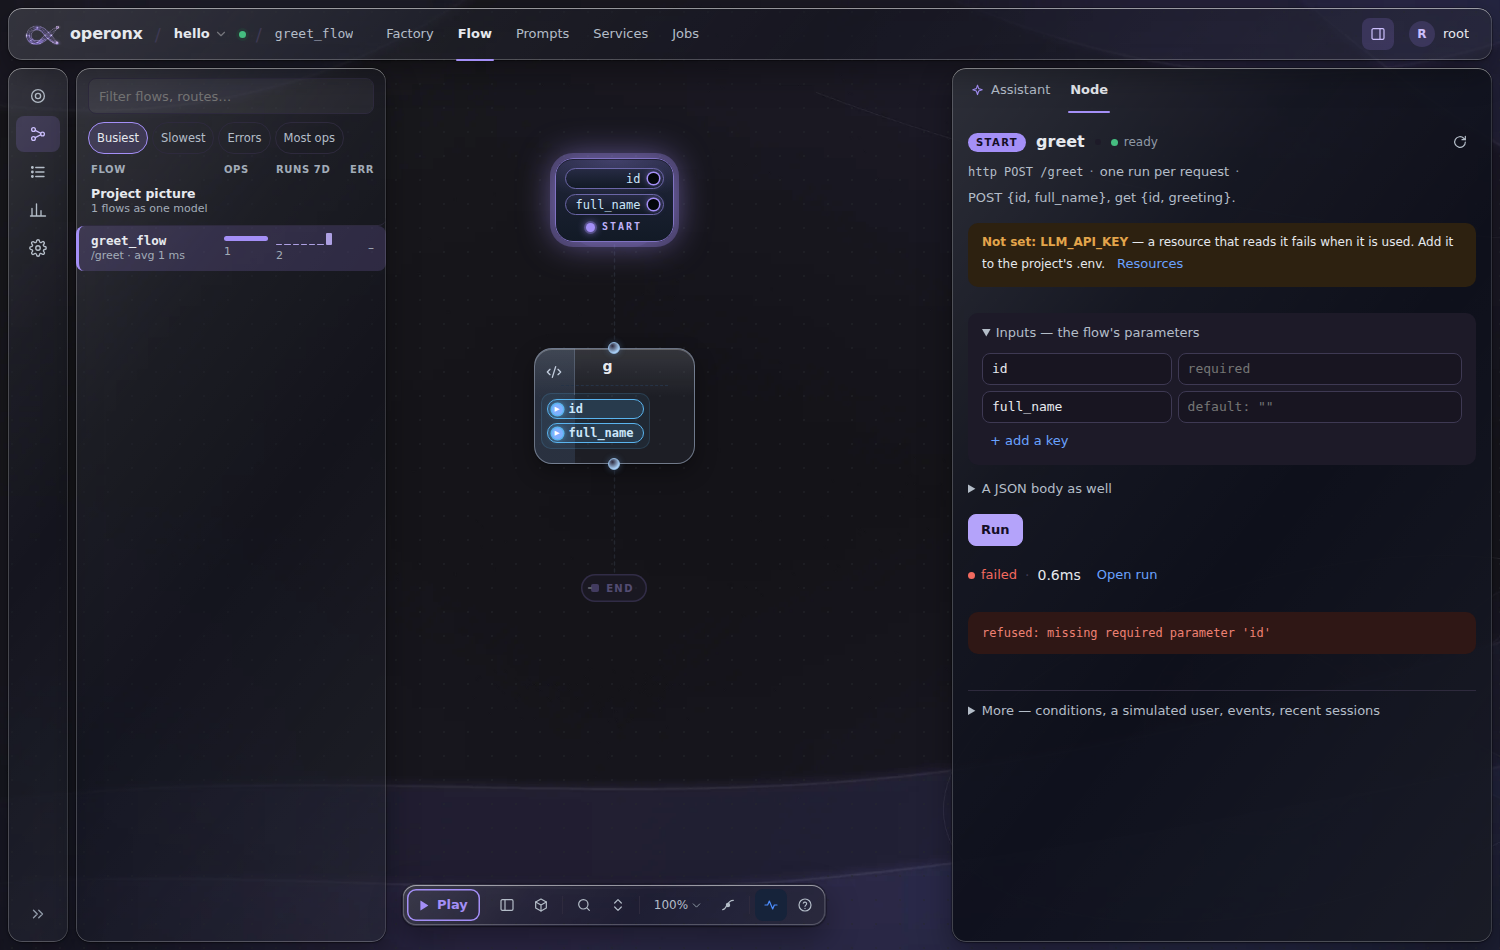 operonx / hello / greet_flow Factory Flow Prompts Services Jobs R root
Filter flows, routes...
Busiest Slowest Errors Most ops
FLOW OPS RUNS 7D ERR
Project picture
1 flows as one model
greet_flow
/greet · avg 1 ms 1 2 –
id
full_name
START
g
id
full_name
END
Play 100%
Assistant Node
START greet ready
http POST /greet · one run per request ·
POST {id, full_name}, get {id, greeting}.
Not set: LLM_API_KEY — a resource that reads it fails when it is used. Add it
to the project's .env. Resources
Inputs — the flow's parameters
id required
full_name default: ""
+ add a key
A JSON body as well
Run
failed · 0.6ms Open run
refused: missing required parameter 'id'
More — conditions, a simulated user, events, recent sessions